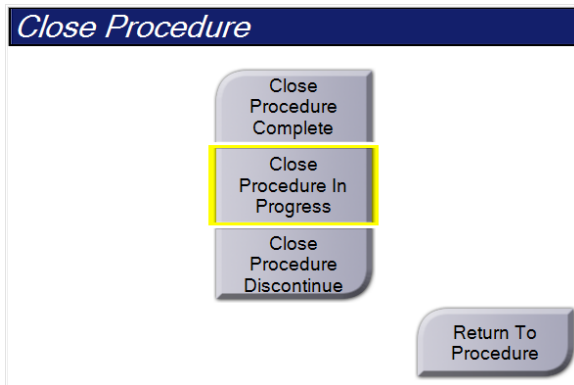 Close Procedure
Close
Procedure
Complete
Close
Procedure In
Progress
Close
Procedure
Discontinue
Return To
Procedure